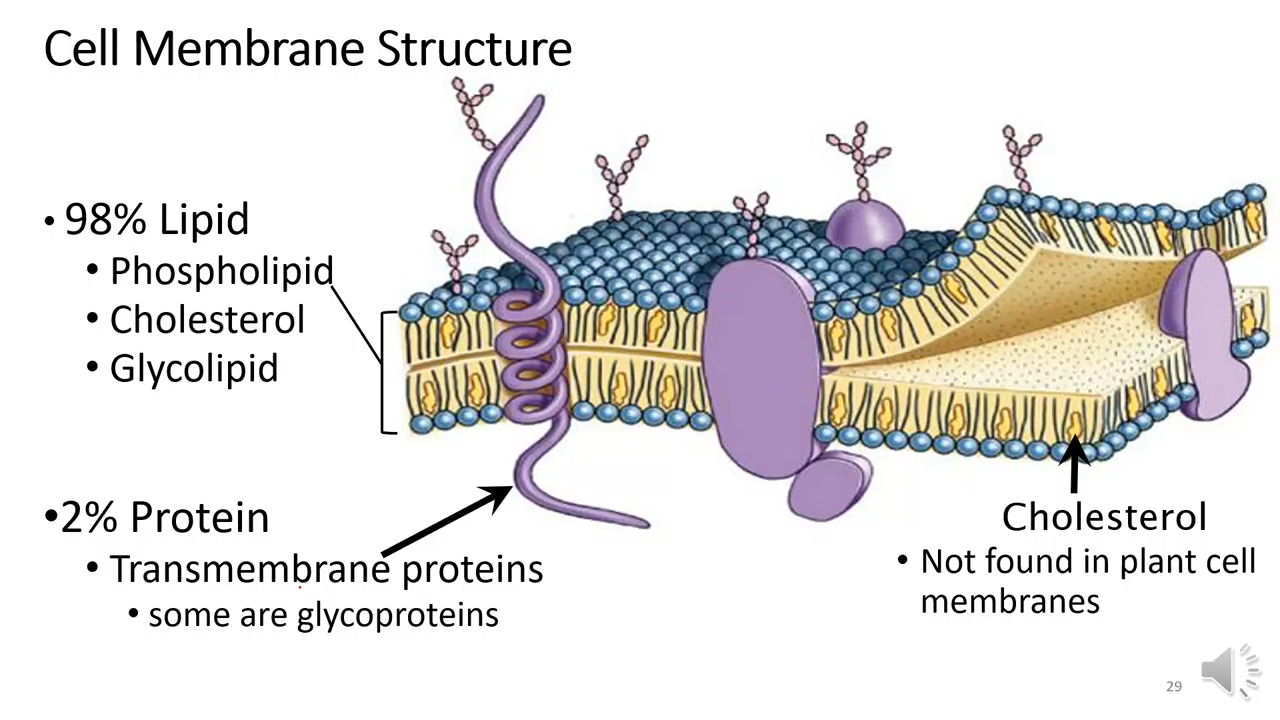 Cell Membrane Structure
• 98% Lipid
• Phospholipid
• Cholesterol
• Glycolipid
•2% Protein
• Transmembrane proteins
• some are glycoproteins
Cholesterol
• Not found in plant cell
membranes
29